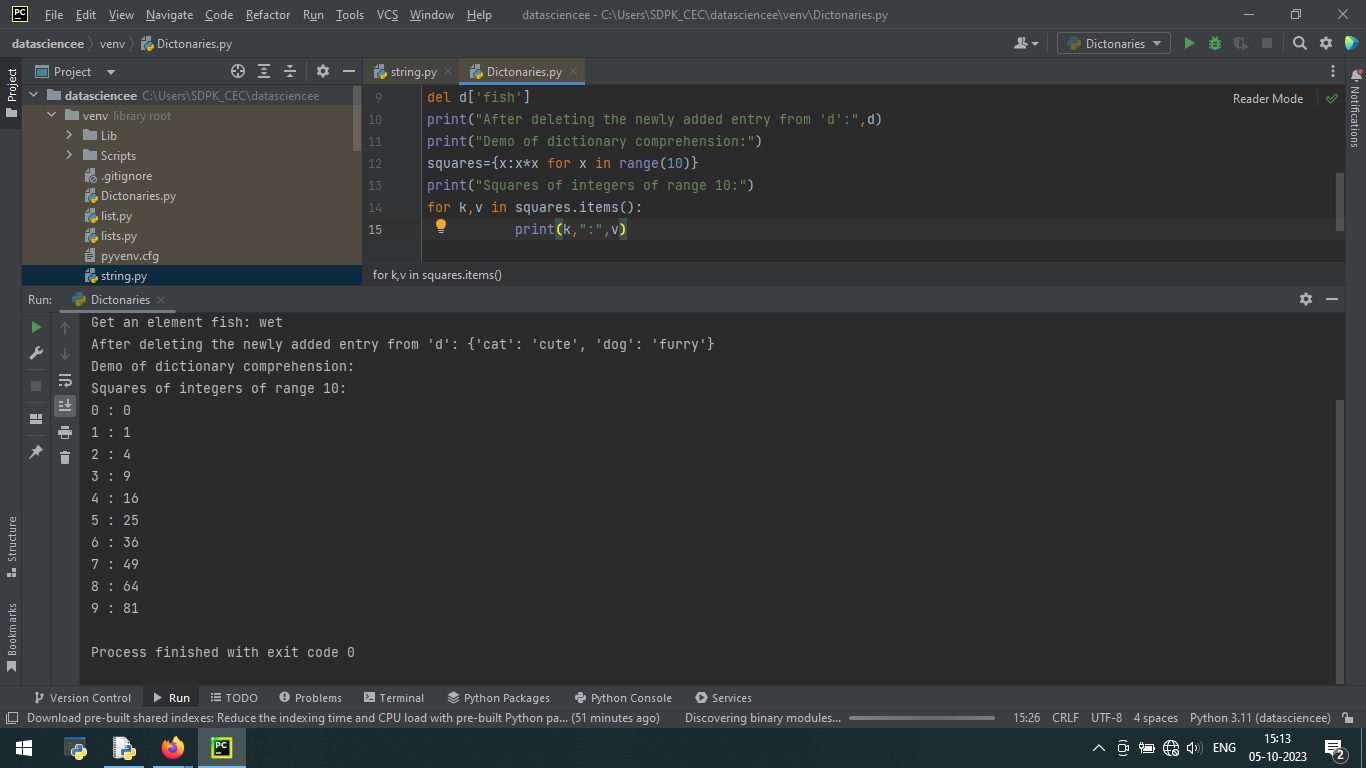 PC File Edit View Navigate Code Refactor Run Tools VCS Window Help datasciencee - C:\Users\SDPK_CEC\datasciencee\venv\Dictonaries.py
datasciencee venv Dictonaries.py Dictonaries
Project
Project string.py Dictonaries.py
datasciencee C:\Users\SDPK_CEC\datasciencee
venv library root
Lib
Scripts
.gitignore
Dictonaries.py
list.py
lists.py
pyvenv.cfg
string.py
9 del d['fish']
10 print("After deleting the newly added entry from 'd':",d)
11 print("Demo of dictionary comprehension:")
12 squares={x:x*x for x in range(10)}
13 print("Squares of integers of range 10:")
14 for k,v in squares.items():
15 print(k,":",v)
Reader Mode
Notifications
for k,v in squares.items()
Run: Dictonaries
Get an element fish: wet
After deleting the newly added entry from 'd': {'cat': 'cute', 'dog': 'furry'}
Demo of dictionary comprehension:
Squares of integers of range 10:
0 : 0
1 : 1
2 : 4
3 : 9
4 : 16
5 : 25
6 : 36
7 : 49
8 : 64
9 : 81
Process finished with exit code 0
Structure
Bookmarks
Version Control Run TODO Problems Terminal Python Packages Python Console Services
Download pre-built shared indexes: Reduce the indexing time and CPU load with pre-built Python pa... (51 minutes ago) Discovering binary modules... 15:26 CRLF UTF-8 4 spaces Python 3.11 (datasciencee)
PC ENG 15:13
05-10-2023 2